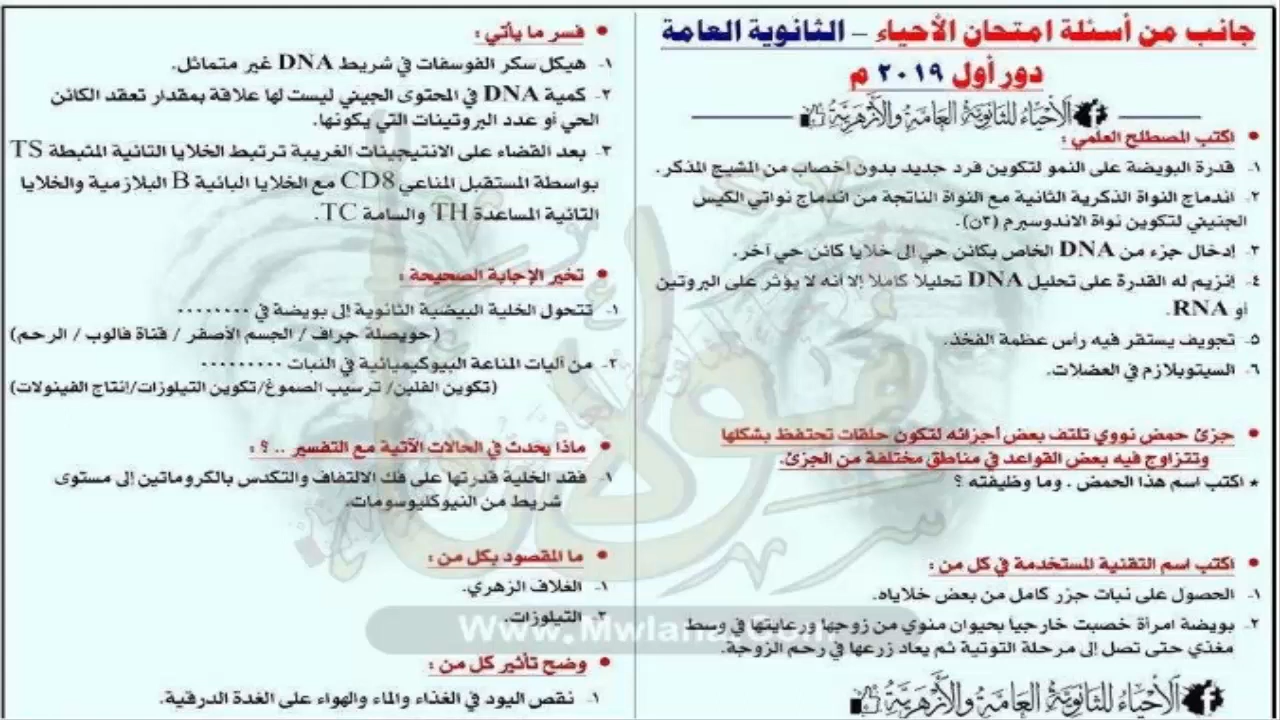 جانب من أسئلة امتحان الأحياء – الثانوية العامة
دور أول ٢٠١٩ م
الأحياء للثانوية العامة والأزهرية
• اكتب المصطلح العلمي :
١- قدرة البويضة على النمو لتكوين فرد جديد بدون إخصاب من المشيج المذكر.
٢- اندماج النواة الذكرية الثانية مع النواة الناتجة من اندماج نواتي الكيس
الجنيني لتكوين نواة الاندوسبرم (٣ن).
٣- إدخال جزء من DNA الخاص بكائن حي إلى خلايا كائن حي آخر.
٤- إنزيم له القدرة على تحليل DNA تحليلا كاملا إلا انه لا يؤثر على البروتين
أو RNA.
٥- تجويف يستقر فيه رأس عظمة الفخذ.
٦- السيتوبلازم في العضلات.
• جزئ حمض نووي تلتف بعض أجزائه لتكون حلقات تحتفظ بشكلها
وتتزاوج فيه بعض القواعد في مناطق مختلفة من الجزئ.
* اكتب اسم هذا الحمض . وما وظيفته ؟
• اكتب اسم التقنية المستخدمة في كل من :
١- الحصول على نبات جزر كامل من بعض خلاياه.
٢- بويضة امرأة خصبت خارجياً بحيوان منوي من زوجها ورعايتها في وسط
مغذي حتى تصل إلى مرحلة التوتية ثم يعاد زرعها في رحم الزوجة.
الأحياء للثانوية العامة والأزهرية
• فسر ما يأتي :
١- هيكل سكر الفوسفات في شريط DNA غير متماثل.
٢- كمية DNA في المحتوى الجيني ليست لها علاقة بمقدار تعقد الكائن
الحي أو عدد البروتينات التي يكونها.
٣- بعد القضاء على الانتيجينات الغريبة ترتبط الخلايا التائية المثبطة TS
بواسطة المستقبل المناعي CD8 مع الخلايا البائية B البلازمية والخلايا
التائية المساعدة TH والسامة TC.
• تخير الإجابة الصحيحة :
١- تتحول الخلية البيضية الثانوية إلى بويضة في ........
(حويصلة جراف / الجسم الأصفر / قناة فالوب / الرحم)
٢- من آليات المناعة البيوكيميائية في النبات .........
(تكوين الفلين/ ترسيب الصموغ/ تكوين التيلوزات/إنتاج الفينولات)
• ماذا يحدث في الحالات الآتية مع التفسير ..؟ :
١- فقد الخلية قدرتها على فك الالتفاف والتكدس بالكروماتين إلى مستوى
شريط من النيوكليوسومات.
• ما المقصود بكل من :
١- الغلاف الزهري.
٢- التيلوزات.
Www.Mwlana.Com
• وضح تأثير كل من :
١- نقص اليود في الغذاء والماء والهواء على الغدة الدرقية.